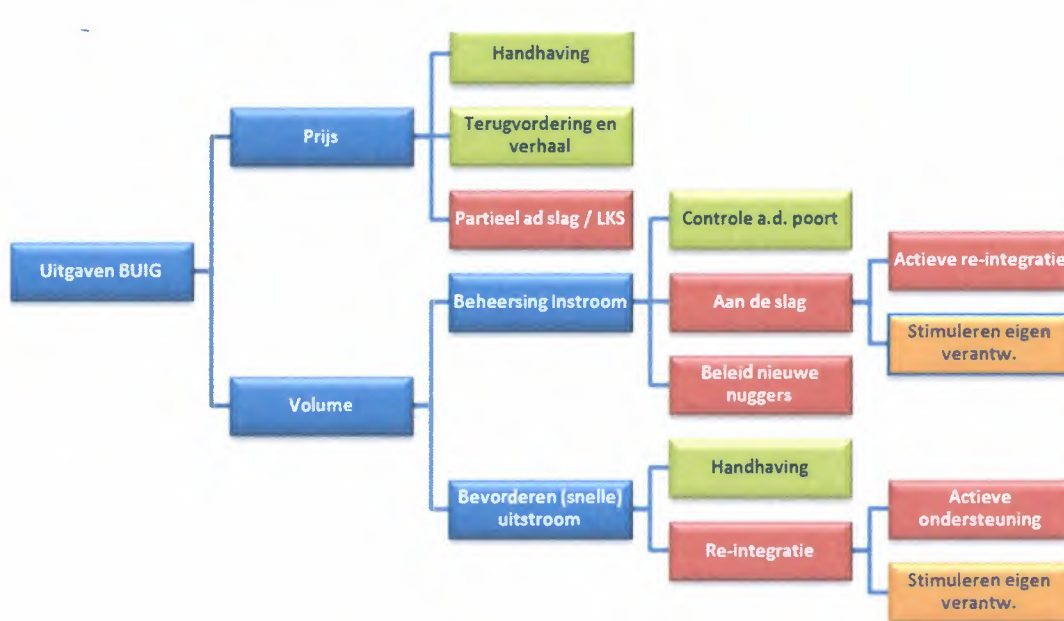 Handhaving
Prijs
Terugvordering en
verhaal
Partieel ad slag / LKS
Controle a.d. poort
Uitgaven BUIG
Actieve re-integratie
Beheersing Instroom
Aan de slag
Stimuleren eigen
verantw.
Volume
Beleid nieuwe
nuggers
Handhaving
Bevorderen (snelle)
uitstroom
Actieve
ondersteuning
Re-integratie
Stimuleren eigen
verantw.